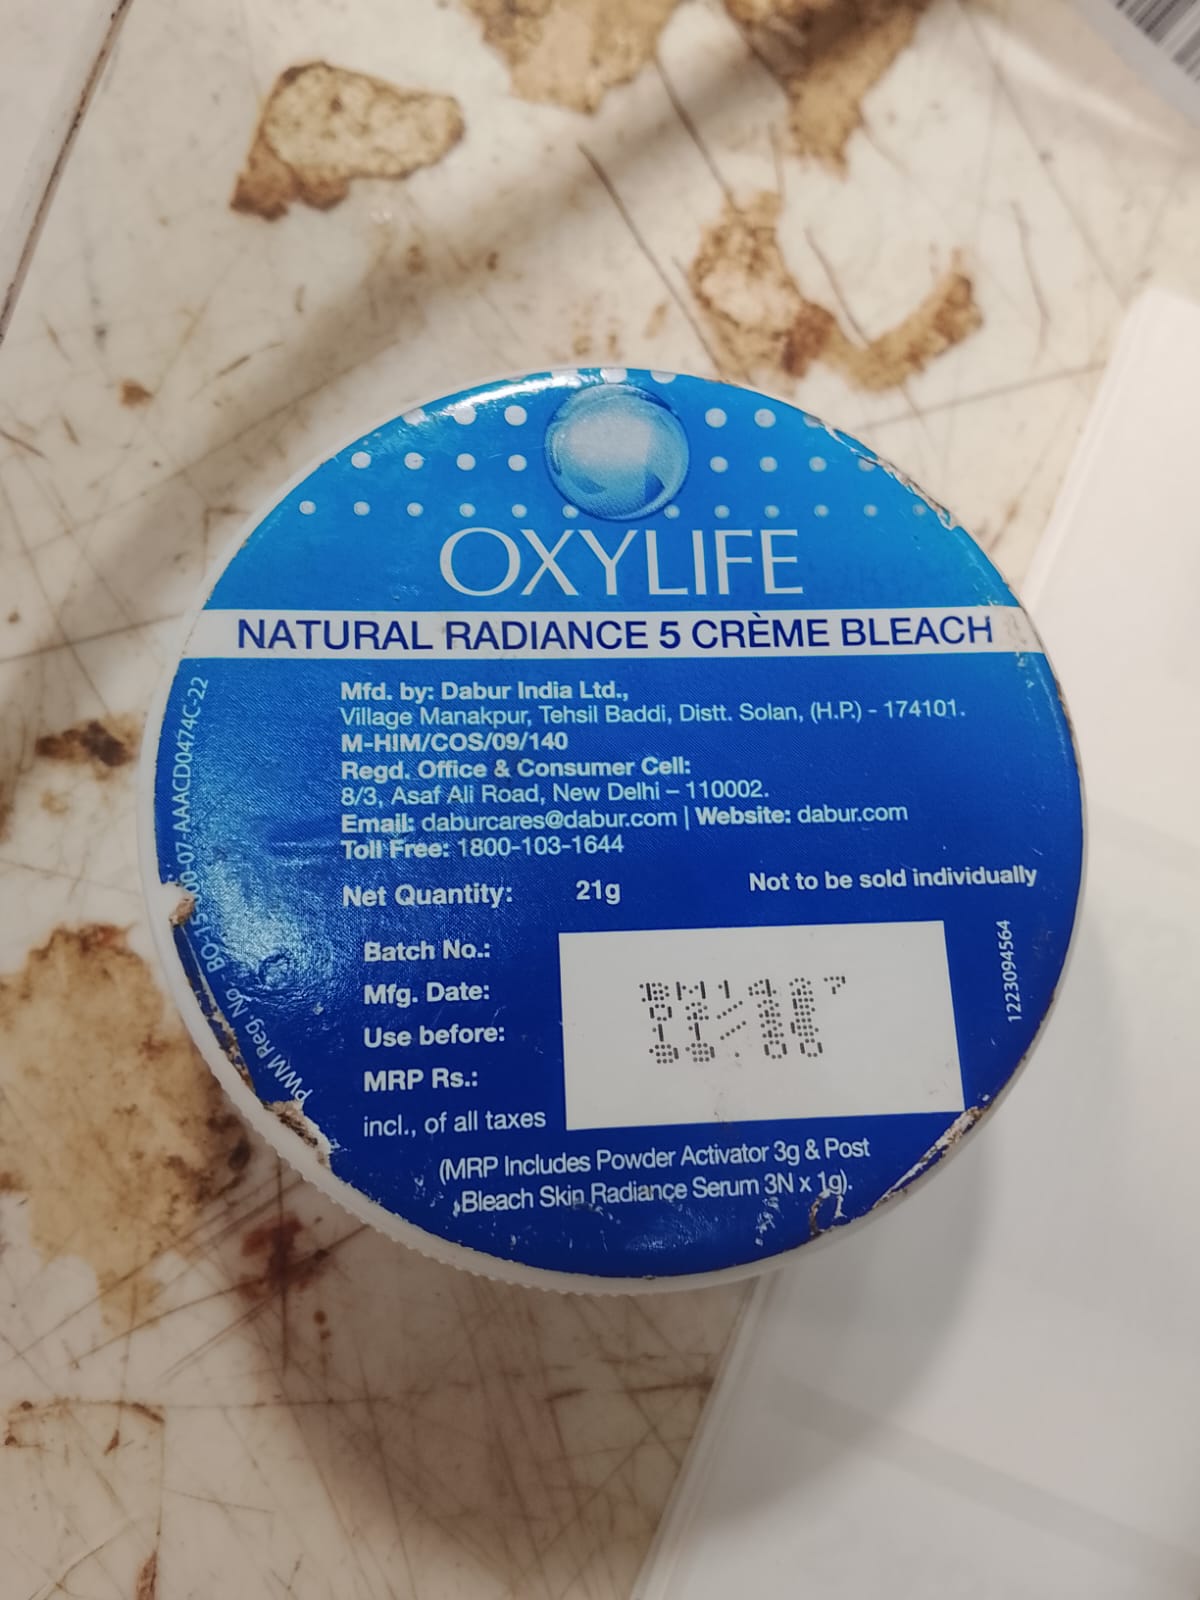 OXYLIFE
NATURAL RADIANCE 5 CRÈME BLEACH
Mfd. by: Dabur India Ltd.,
Village Manakpur, Tehsil Baddi, Distt. Solan, (H.P.) - 174101.
M-HIM/COS/09/140
Regd. Office & Consumer Cell:
8/3, Asaf Ali Road, New Delhi – 110002.
Email: daburcares@dabur.com | Website: dabur.com
Toll Free: 1800-103-1644
Net Quantity: 21g Not to be sold individually
Batch No.:
Mfg. Date:
Use before:
MRP Rs.:
incl., of all taxes
(MRP Includes Powder Activator 3g & Post
Bleach Skin Radiance Serum 3N x 1g).
PWM Reg. No.
1223094564